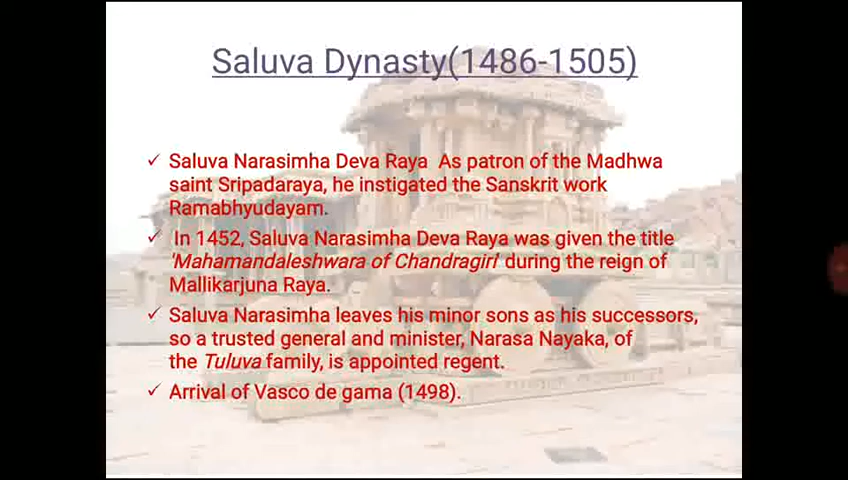 Saluva Dynasty(1486-1505)
✓ Saluva Narasimha Deva Raya As patron of the Madhwa
saint Sripadaraya, he instigated the Sanskrit work
Ramabhyudayam.
✓ In 1452, Saluva Narasimha Deva Raya was given the title
'Mahamandaleshwara of Chandragiri' during the reign of
Mallikarjuna Raya.
✓ Saluva Narasimha leaves his minor sons as his successors,
so a trusted general and minister, Narasa Nayaka, of
the Tuluva family, is appointed regent.
✓ Arrival of Vasco de gama (1498).